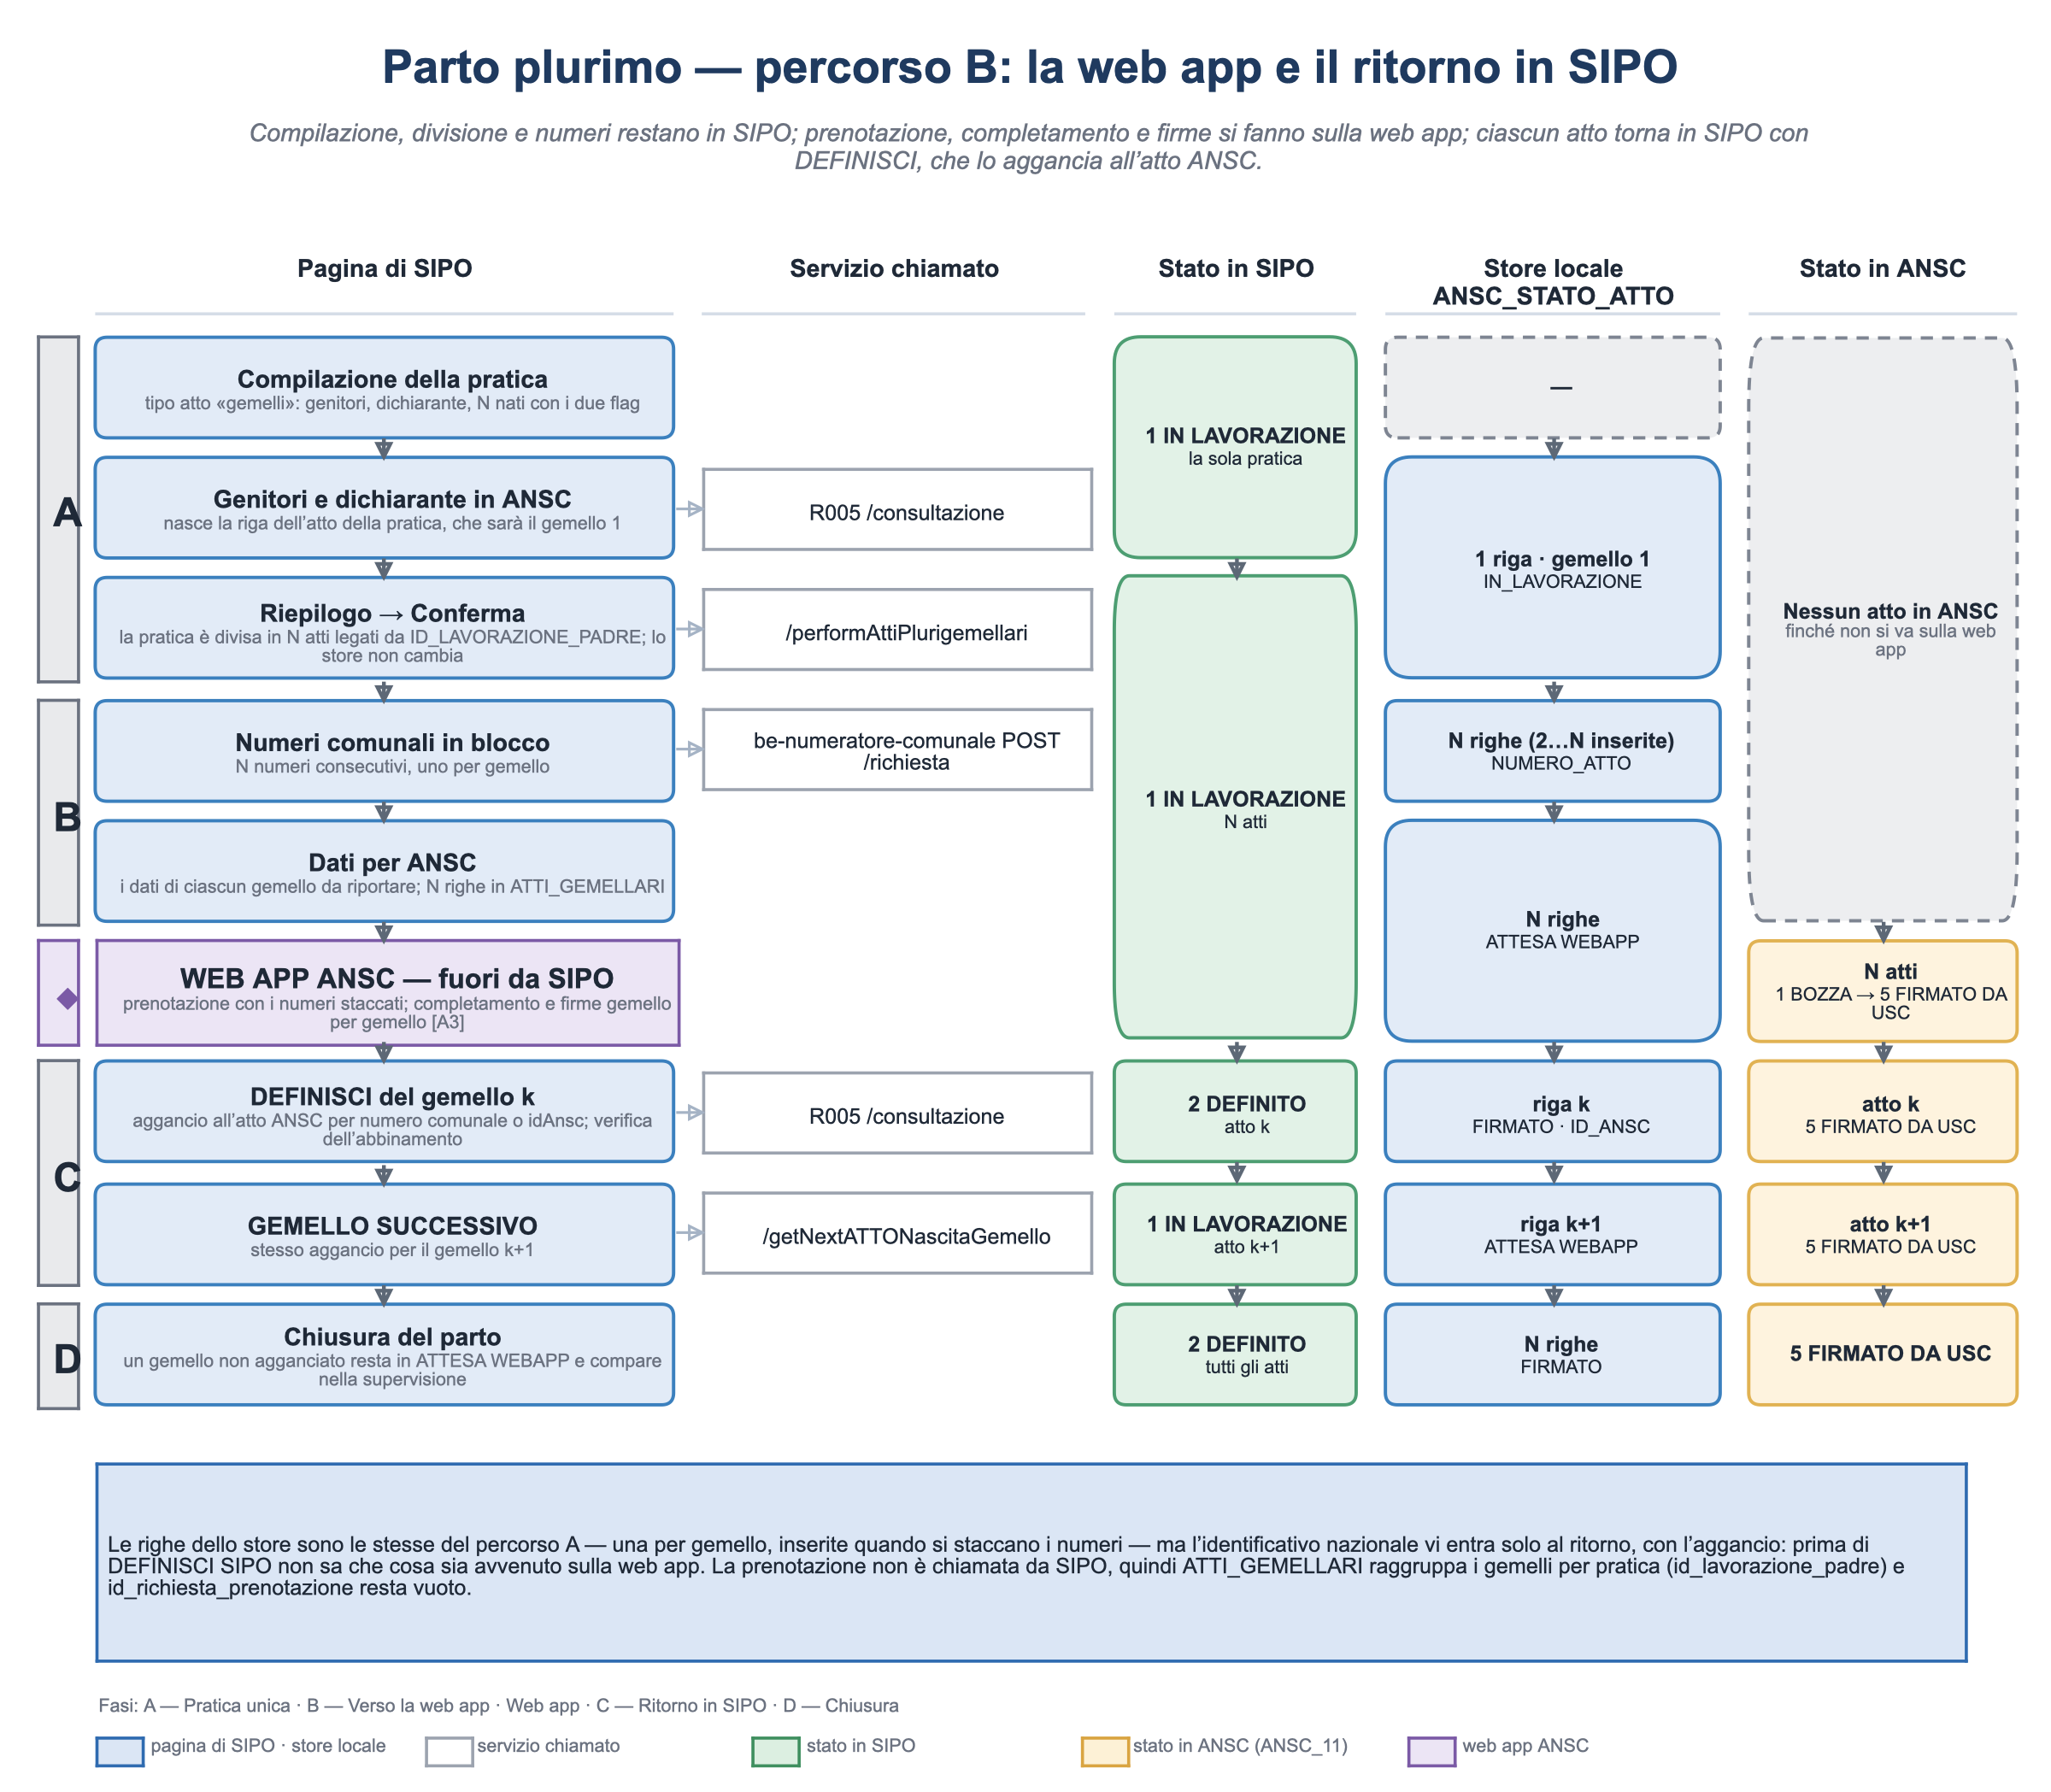 Parto plurimo — percorso B: la web app e il ritorno in SIPO
Compilazione, divisione e numeri restano in SIPO; prenotazione, completamento e firme si fanno sulla web app; ciascun atto torna in SIPO con
DEFINISCI, che lo aggancia all’atto ANSC.
Pagina di SIPO
Servizio chiamato
Stato in SIPO
Store locale
ANSC_STATO_ATTO
Stato in ANSC
A
Compilazione della pratica
tipo atto «gemelli»: genitori, dichiarante, N nati con i due flag
1 IN LAVORAZIONE
la sola pratica
—
Nessun atto in ANSC
finché non si va sulla web
app
Genitori e dichiarante in ANSC
nasce la riga dell’atto della pratica, che sarà il gemello 1
R005 /consultazione
1 riga · gemello 1
IN_LAVORAZIONE
Riepilogo → Conferma
la pratica è divisa in N atti legati da ID_LAVORAZIONE_PADRE; lo
store non cambia
/performAttiPlurigemellari
1 IN LAVORAZIONE
N atti
B
Numeri comunali in blocco
N numeri consecutivi, uno per gemello
be-numeratore-comunale POST
/richiesta
N righe (2…N inserite)
NUMERO_ATTO
Dati per ANSC
i dati di ciascun gemello da riportare; N righe in ATTI_GEMELLARI
N righe
ATTESA WEBAPP
◆
WEB APP ANSC — fuori da SIPO
prenotazione con i numeri staccati; completamento e firme gemello
per gemello [A3]
N atti
1 BOZZA → 5 FIRMATO DA
USC
C
DEFINISCI del gemello k
aggancio all’atto ANSC per numero comunale o idAnsc; verifica
dell’abbinamento
R005 /consultazione
2 DEFINITO
atto k
riga k
FIRMATO · ID_ANSC
atto k
5 FIRMATO DA USC
GEMELLO SUCCESSIVO
stesso aggancio per il gemello k+1
/getNextATTONascitaGemello
1 IN LAVORAZIONE
atto k+1
riga k+1
ATTESA WEBAPP
atto k+1
5 FIRMATO DA USC
D
Chiusura del parto
un gemello non agganciato resta in ATTESA WEBAPP e compare
nella supervisione
2 DEFINITO
tutti gli atti
N righe
FIRMATO
5 FIRMATO DA USC
Le righe dello store sono le stesse del percorso A — una per gemello, inserite quando si staccano i numeri — ma l’identificativo nazionale vi entra solo al ritorno, con l’aggancio: prima di
DEFINISCI SIPO non sa che cosa sia avvenuto sulla web app. La prenotazione non è chiamata da SIPO, quindi ATTI_GEMELLARI raggruppa i gemelli per pratica (id_lavorazione_padre) e
id_richiesta_prenotazione resta vuoto.
Fasi: A — Pratica unica · B — Verso la web app · Web app · C — Ritorno in SIPO · D — Chiusura
pagina di SIPO · store locale
servizio chiamato
stato in SIPO
stato in ANSC (ANSC_11)
web app ANSC